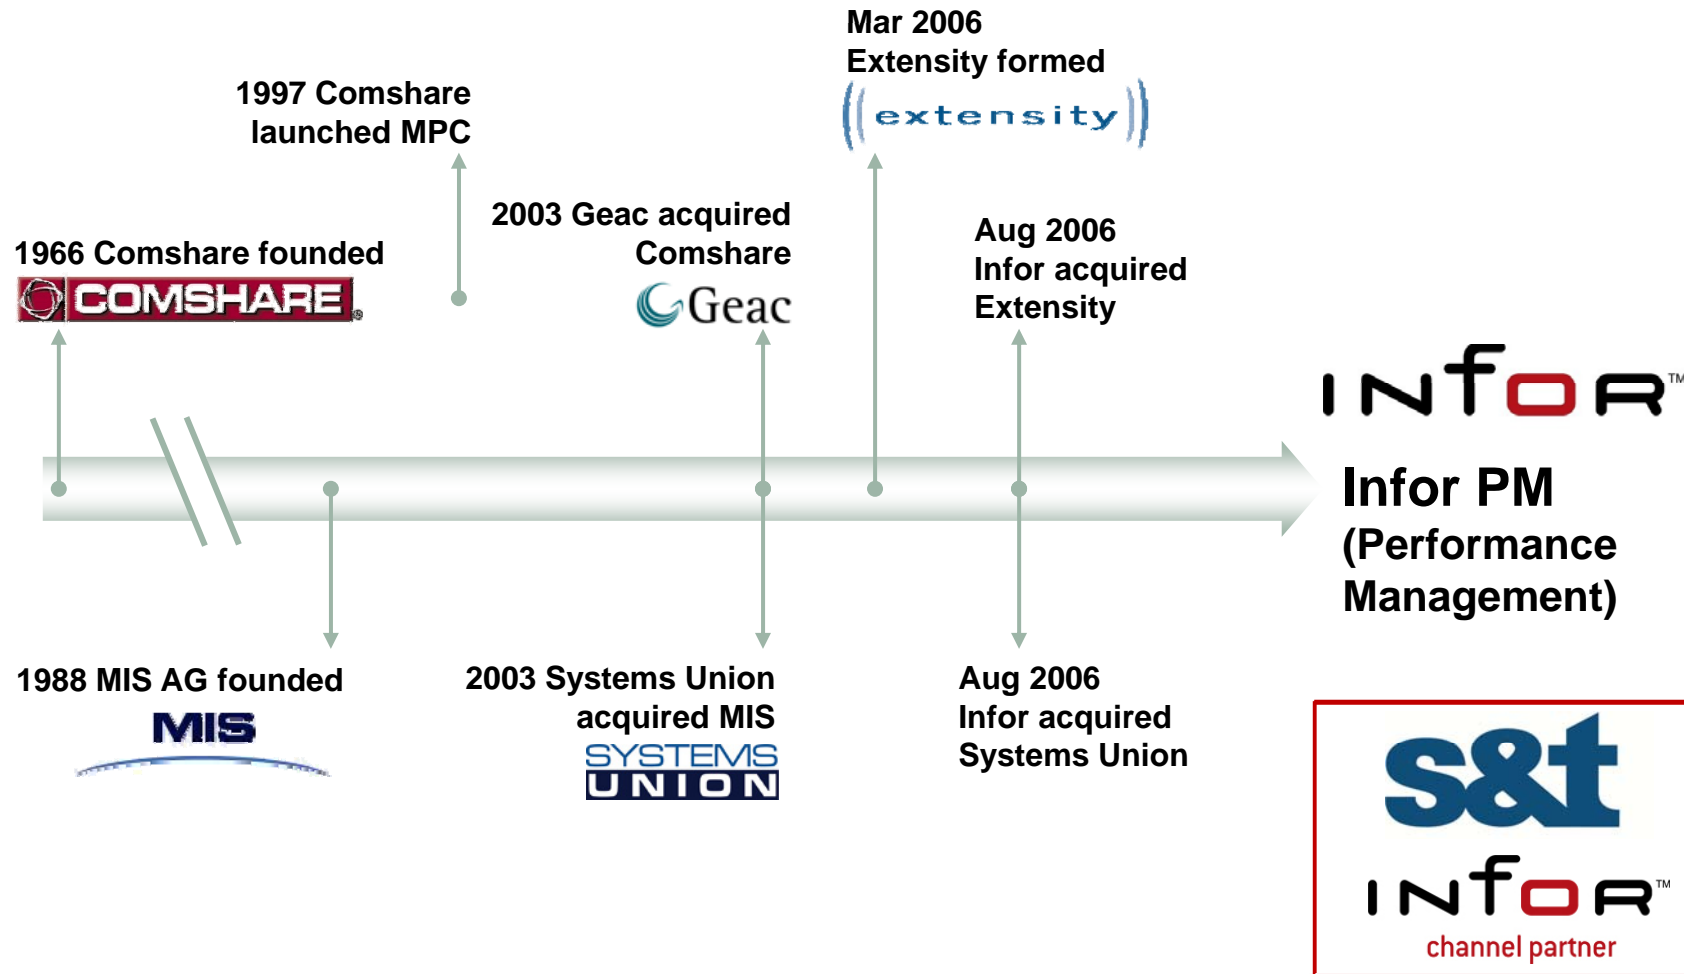 Mar 2006
Extensity formed
extensity
1997 Comshare
launched MPC
2003 Geac acquired
Comshare
Geac
1966 Comshare founded
COMSHARE®
Aug 2006
Infor acquired
Extensity
INfOR™
Infor PM
(Performance
Management)
1988 MIS AG founded
MIS
2003 Systems Union
acquired MIS
SYSTEMS
UNION
Aug 2006
Infor acquired
Systems Union
s&t
INfOR™
channel partner